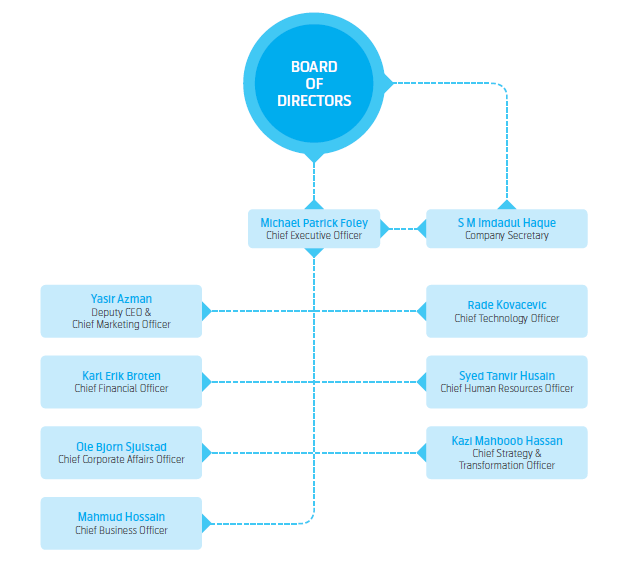 BOARD
OF
DIRECTORS
Michael Patrick Foley
Chief Executive Officer
S M Imdadul Haque
Company Secretary
Yasir Azman
Deputy CEO &
Chief Marketing Officer
Rade Kovacevic
Chief Technology Officer
Karl Erik Broten
Chief Financial Officer
Syed Tanvir Husain
Chief Human Resources Officer
Ole Bjorn Sjulstad
Chief Corporate Affairs Officer
Kazi Mahboob Hassan
Chief Strategy &
Transformation Officer
Mahmud Hossain
Chief Business Officer